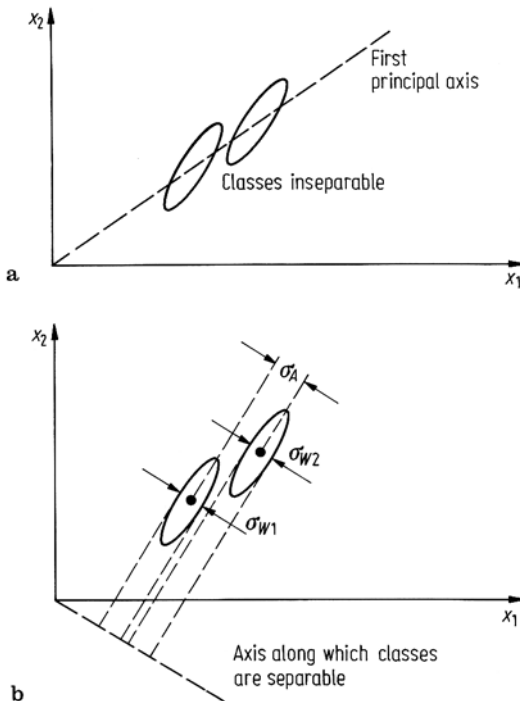 x2
First
principal axis
Classes inseparable
x1
a
x2
σA
σW2
σW1
x1
Axis along which classes
are separable
b